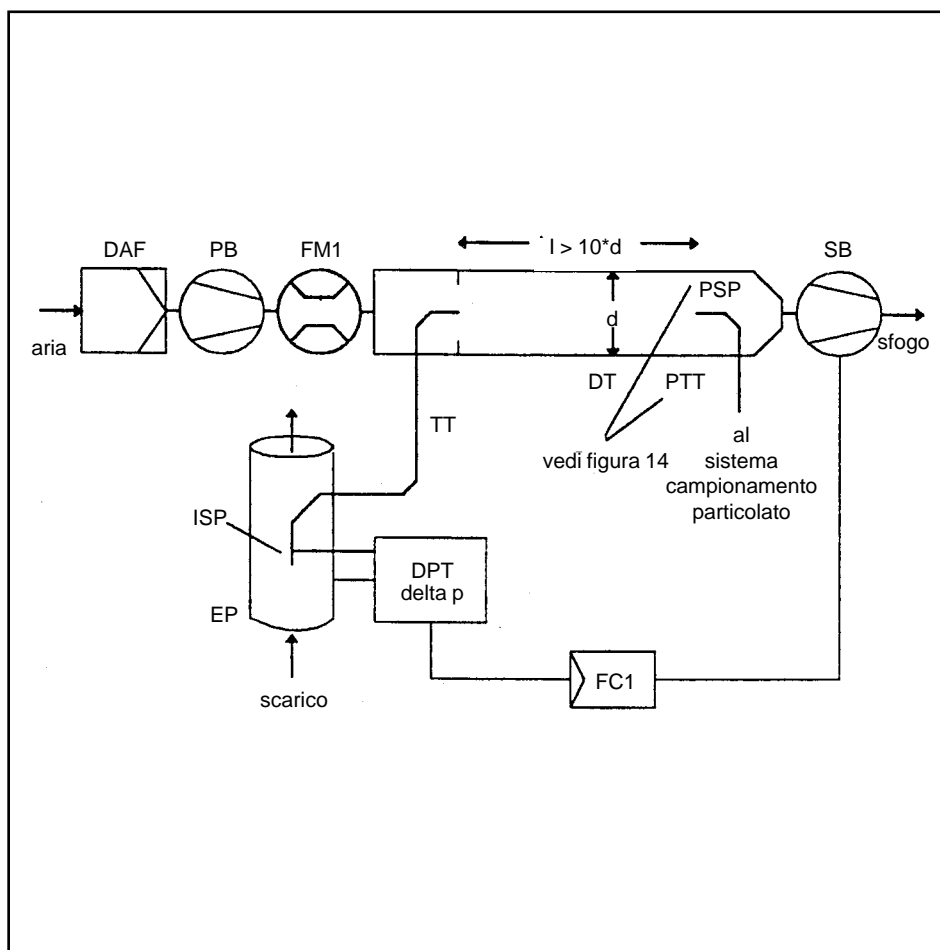 DAF
PB
FM1
l > 10*d
SB
aria
d
PSP
sfogo
DT
PTT
TT
vedi figura 14
al
sistema
campionamento
particolato
ISP
DPT
delta p
EP
FC1
scarico